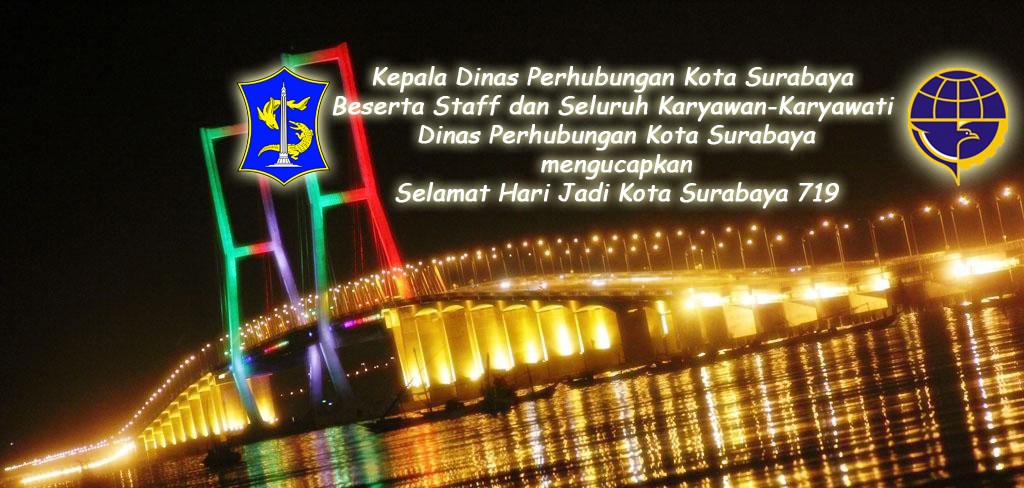 Kepala Dinas Perhubungan Kota Surabaya
Beserta Staff dan Seluruh Karyawan-Karyawati
Dinas Perhubungan Kota Surabaya
mengucapkan
Selamat Hari Jadi Kota Surabaya 719